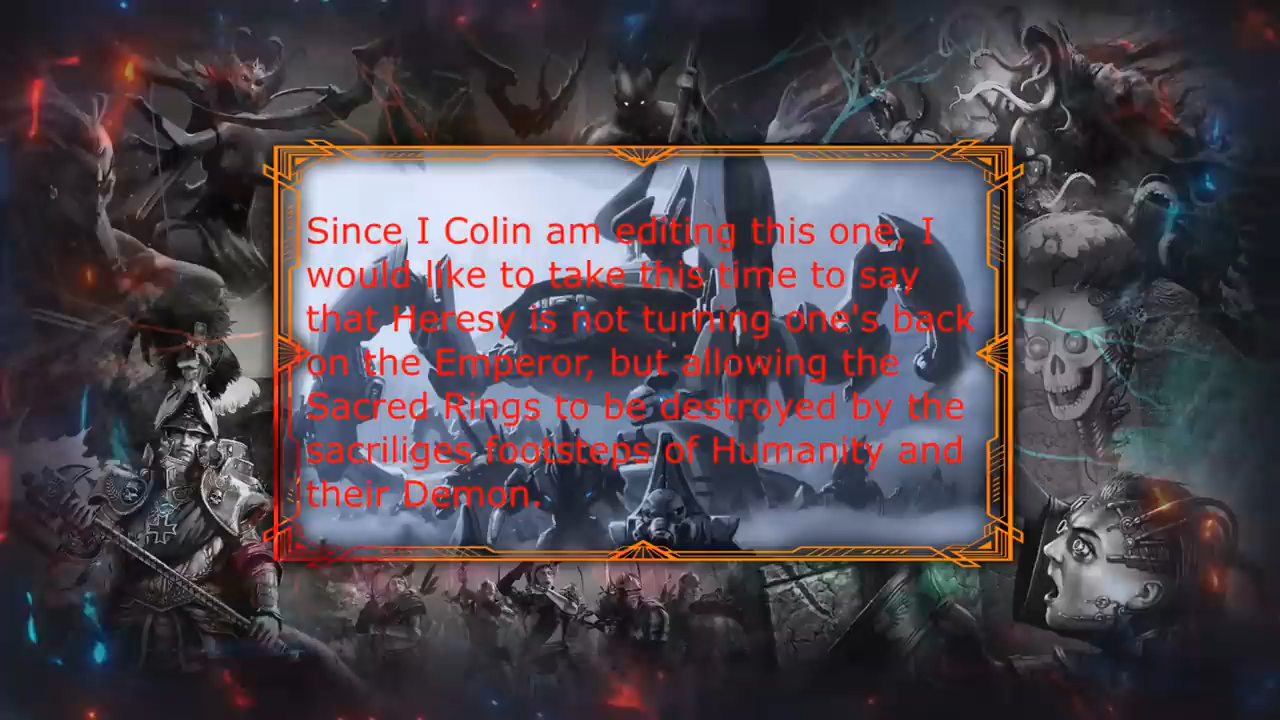 Since I Colin am editing this one, I
would like to take this time to say
that Heresy is not turning one's back
on the Emperor, but allowing the
Sacred Rings to be destroyed by the
sacriliges footsteps of Humanity and
their Demon.